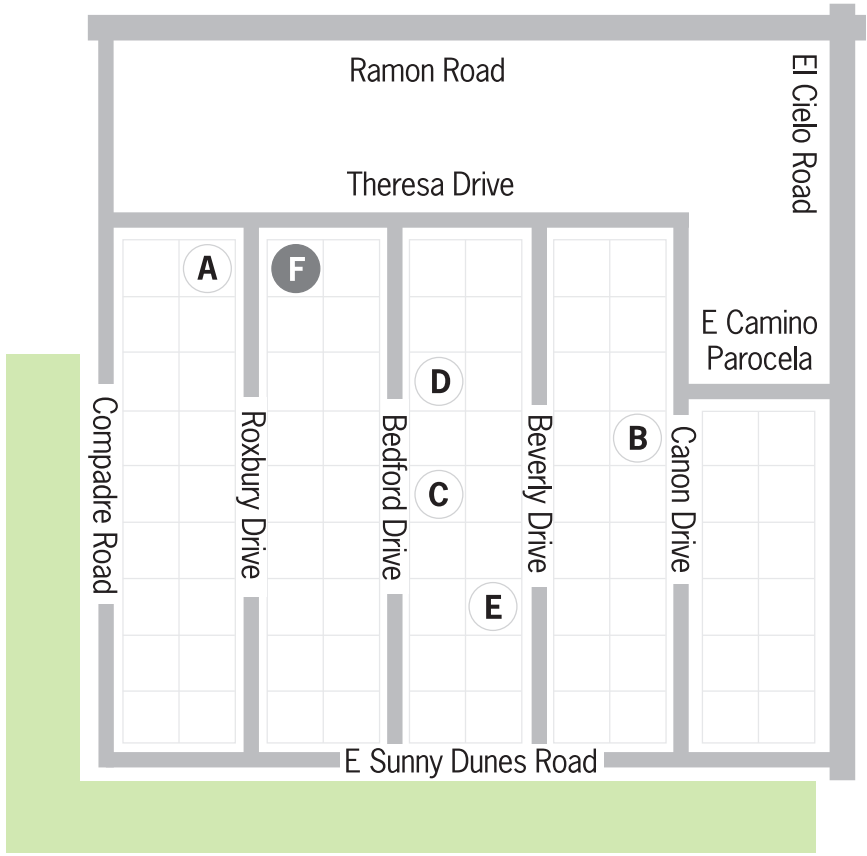 Ramon Road
El Cielo Road
Theresa Drive
A
F
E Camino
Parocela
D
B
C
E
Compadre Road
Roxbury Drive
Bedford Drive
Beverly Drive
Canon Drive
E Sunny Dunes Road